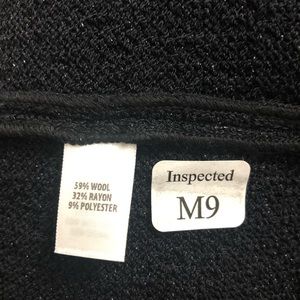 59% WOOL
32% RAYON
9% POLYESTER
Inspected
M9